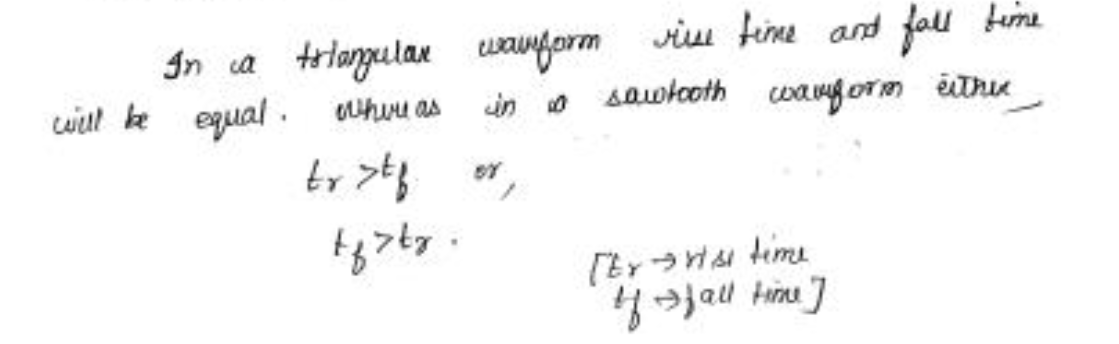 In a triangular waveform rise time and fall time
will be equal. whereas in a sawtooth waveform either
tr > tf or,
tf > tr.
[tr → rise time
tf → fall time]